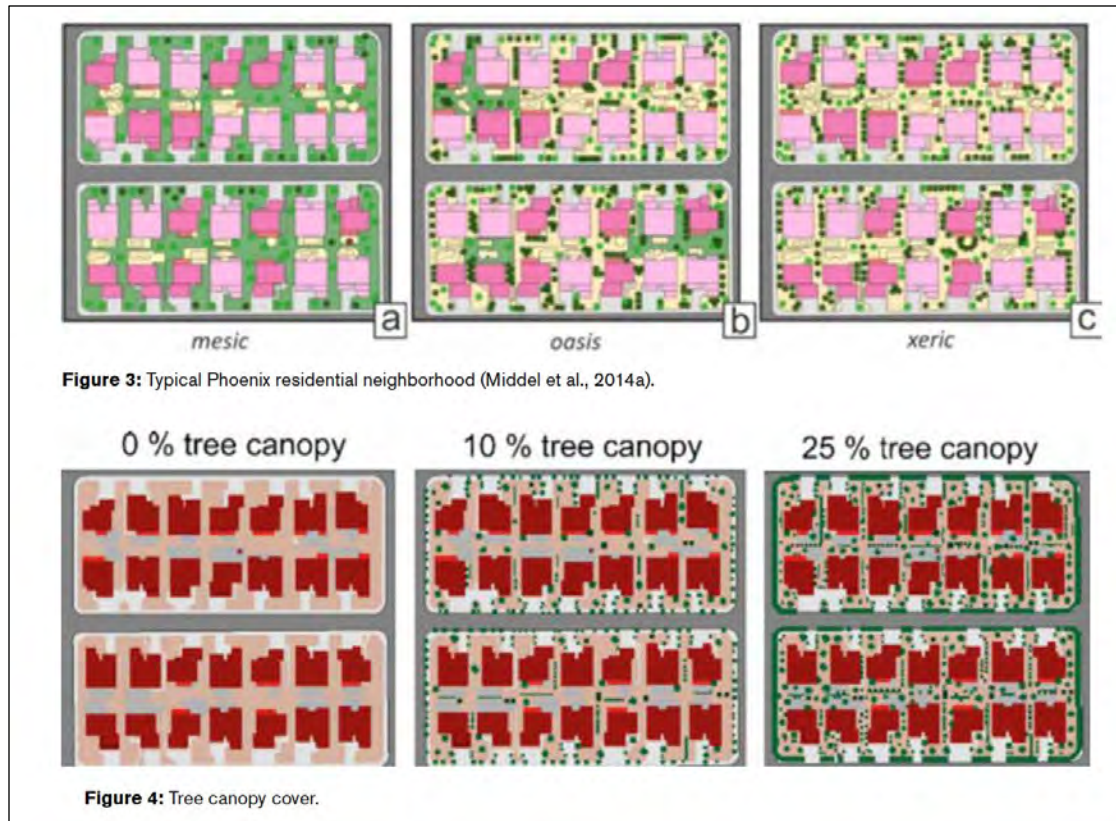 a
b
c
mesic
oasis
xeric
Figure 3: Typical Phoenix residential neighborhood (Middel et al., 2014a).
0 % tree canopy
10 % tree canopy
25 % tree canopy
Figure 4: Tree canopy cover.